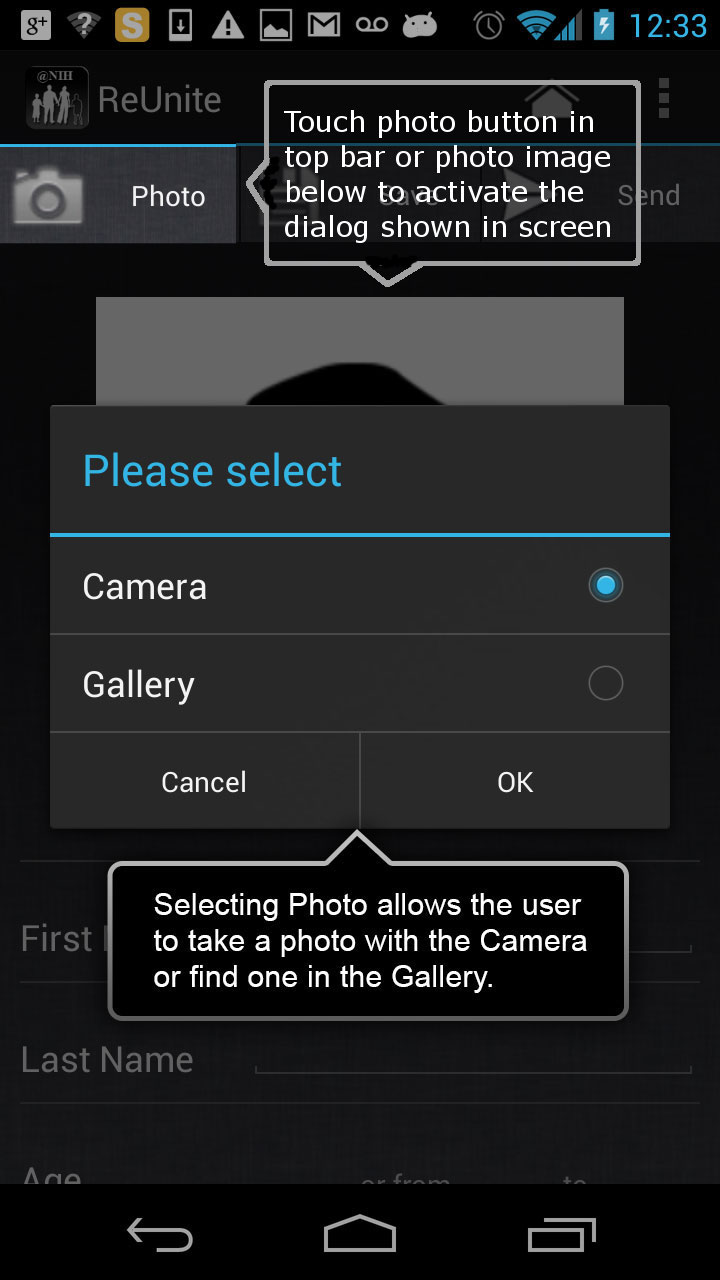 g+ ? S 12:33
@NIH
ReUnite
Touch photo button in
top bar or photo image
below to activate the
dialog shown in screen
Photo
Save
Send
Please select
Camera
Gallery
Cancel
OK
Selecting Photo allows the user
to take a photo with the Camera
or find one in the Gallery.
First
Last Name
Age
or from
to